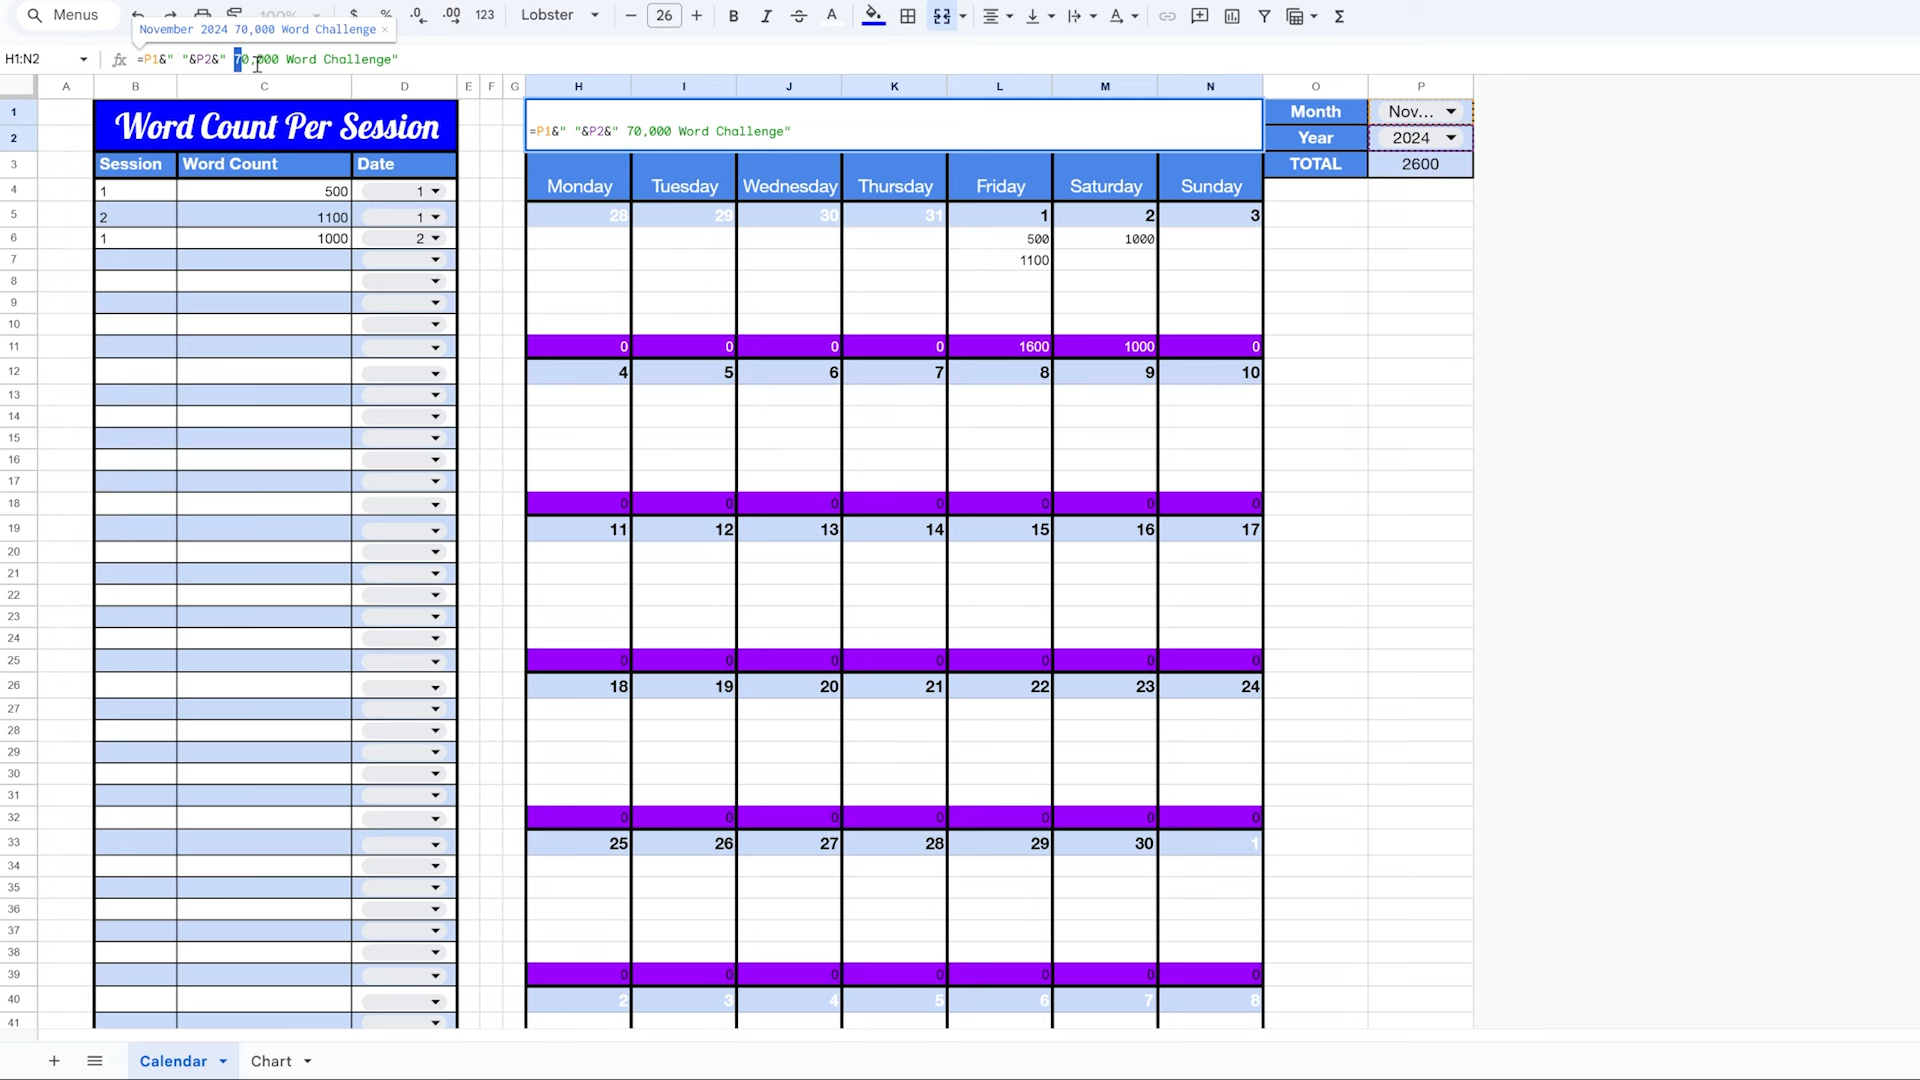 Menus 100% $ % .0 .00 123 Lobster 26 B I A Σ
November 2024 70,000 Word Challenge ×
H1:N2 fx =P1&" "&P2&" 70,000 Word Challenge"
A B C D E F G H I J K L M N O P
1 Word Count Per Session Month Nov...
2 =P1&" "&P2&" 70,000 Word Challenge" Year 2024
3 Session Word Count Date TOTAL 2600
Monday Tuesday Wednesday Thursday Friday Saturday Sunday
4 1 500 1
5 2 1100 1 28 29 30 31 1 2 3
6 1 1000 2 500 1000
7 1100
8
9
10
11 0 0 0 0 1600 1000 0
12 4 5 6 7 8 9 10
13
14
15
16
17
18 0 0 0 0 0 0 0
19 11 12 13 14 15 16 17
20
21
22
23
24
25 0 0 0 0 0 0 0
26 18 19 20 21 22 23 24
27
28
29
30
31
32 0 0 0 0 0 0 0
33 25 26 27 28 29 30 1
34
35
36
37
38
39 0 0 0 0 0 0 0
40 2 3 4 5 6 7 8
41
Calendar Chart